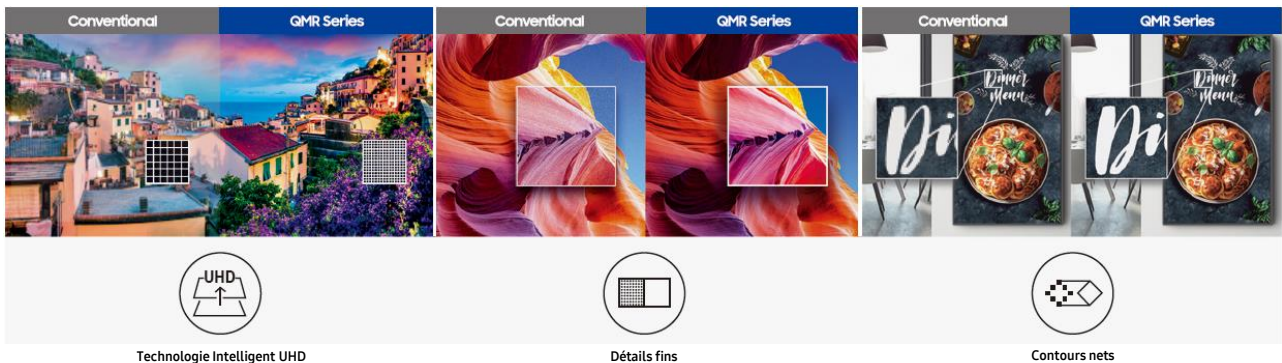 Conventional
QMR Series
Conventional
QMR Series
Conventional
QMR Series
Dinner
Menu
Di
Dinner
Menu
Di
UHD
Technologie Intelligent UHD
Détails fins
Contours nets